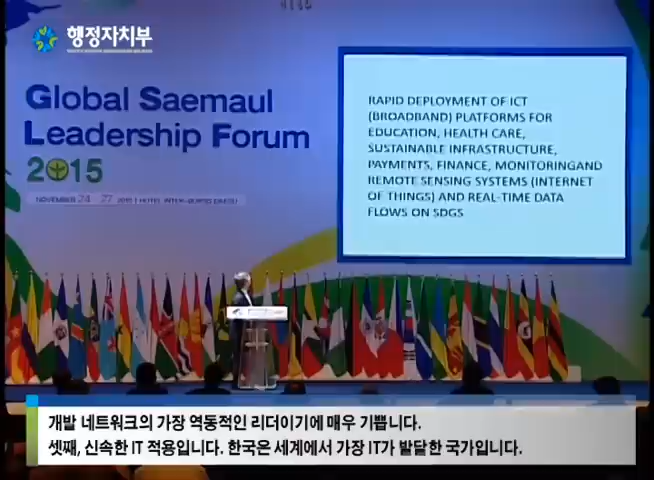 행정자치부
Global Saemaul
Leadership Forum
2015
NOVEMBER 24 27 2015 | HOTEL INTER-BURGO DAEGU
RAPID DEPLOYMENT OF ICT
(BROADBAND) PLATFORMS FOR
EDUCATION, HEALTH CARE,
SUSTAINABLE INFRASTRUCTURE,
PAYMENTS, FINANCE, MONITORINGAND
REMOTE SENSING SYSTEMS (INTERNET
OF THINGS) AND REAL-TIME DATA
FLOWS ON SDGS
개발 네트워크의 가장 역동적인 리더이기에 매우 기쁩니다.
셋째, 신속한 IT 적용입니다. 한국은 세계에서 가장 IT가 발달한 국가입니다.